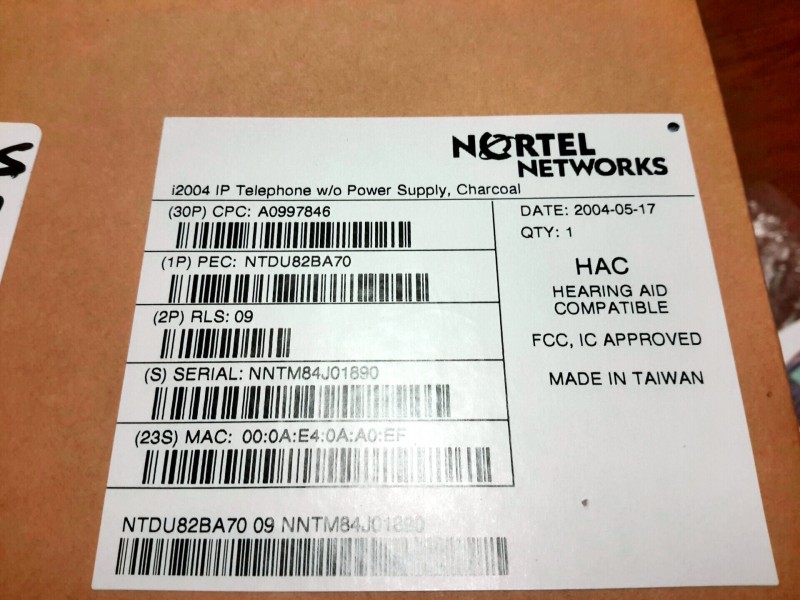 NORTEL
NETWORKS
i2004 IP Telephone w/o Power Supply, Charcoal
(30P) CPC: A0997846
(1P) PEC: NTDU82BA70
(2P) RLS: 09
(S) SERIAL: NNTM84J01890
(23S) MAC: 00:0A:E4:0A:A0:EF
NTDU82BA70 09 NNTM84J01890
DATE: 2004-05-17
QTY: 1
HAC
HEARING AID
COMPATIBLE
FCC, IC APPROVED
MADE IN TAIWAN